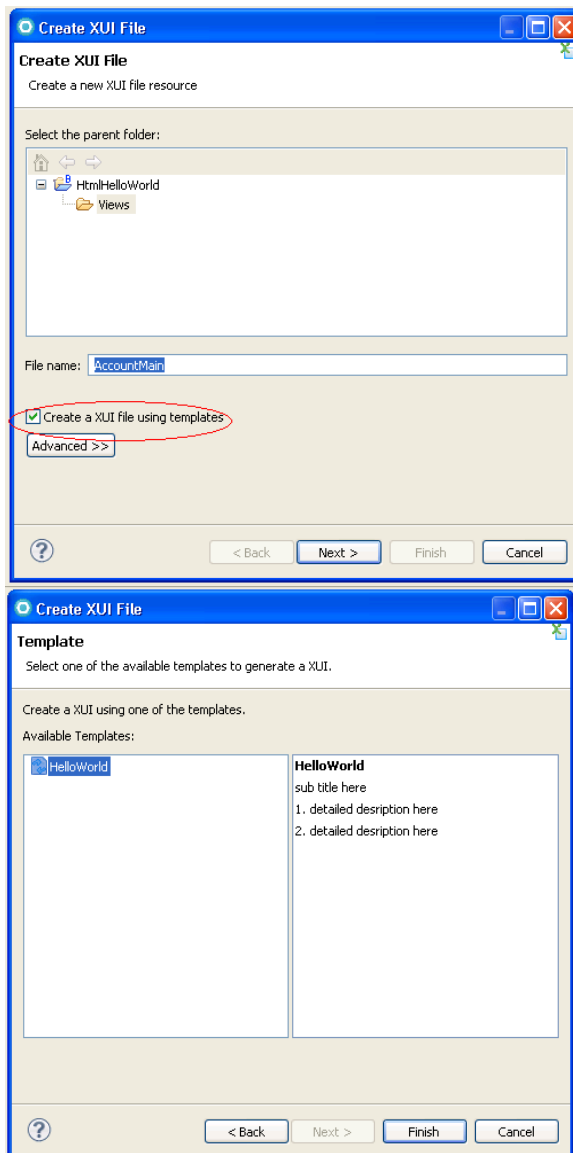 Create XUI File
Create XUI File
Create a new XUI file resource
Select the parent folder:
B
HtmlHelloWorld
Views
File name: AccountMain
Create a XUI file using templates
Advanced >>
? < Back Next > Finish Cancel
Create XUI File
Template
Select one of the available templates to generate a XUI.
Create a XUI using one of the templates.
Available Templates:
HelloWorld HelloWorld
sub title here
1. detailed desription here
2. detailed desription here
? < Back Next > Finish Cancel